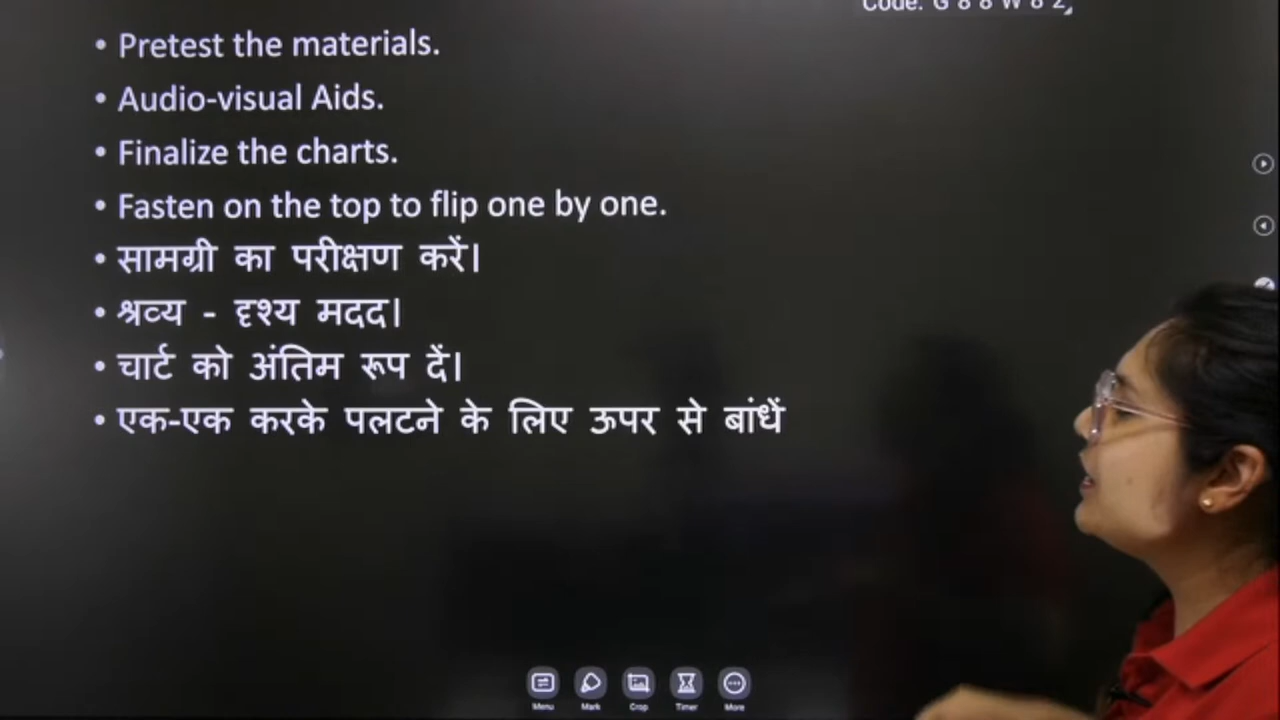 • Pretest the materials.
• Audio-visual Aids.
• Finalize the charts.
• Fasten on the top to flip one by one.
• सामग्री का परीक्षण करें।
• श्रव्य - दृश्य मदद।
• चार्ट को अंतिम रूप दें।
• एक-एक करके पलटने के लिए ऊपर से बांधें
Menu Mark Crop Timer More